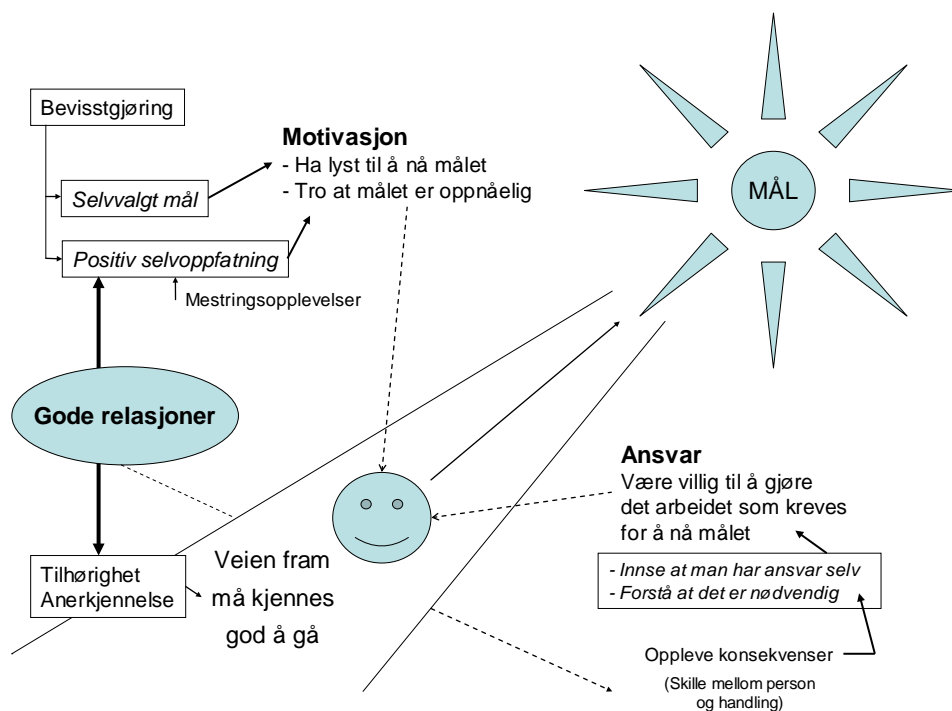 Bevisstgjøring
Motivasjon
- Ha lyst til å nå målet
- Tro at målet er oppnåelig
Selvvalgt mål
Positiv selvoppfatning
Mestringsopplevelser
MÅL
Gode relasjoner
Tilhørighet
Anerkjennelse
Veien fram
må kjennes
god å gå
Ansvar
Være villig til å gjøre
det arbeidet som kreves
for å nå målet
- Innse at man har ansvar selv
- Forstå at det er nødvendig
Oppleve konsekvenser
(Skille mellom person
og handling)